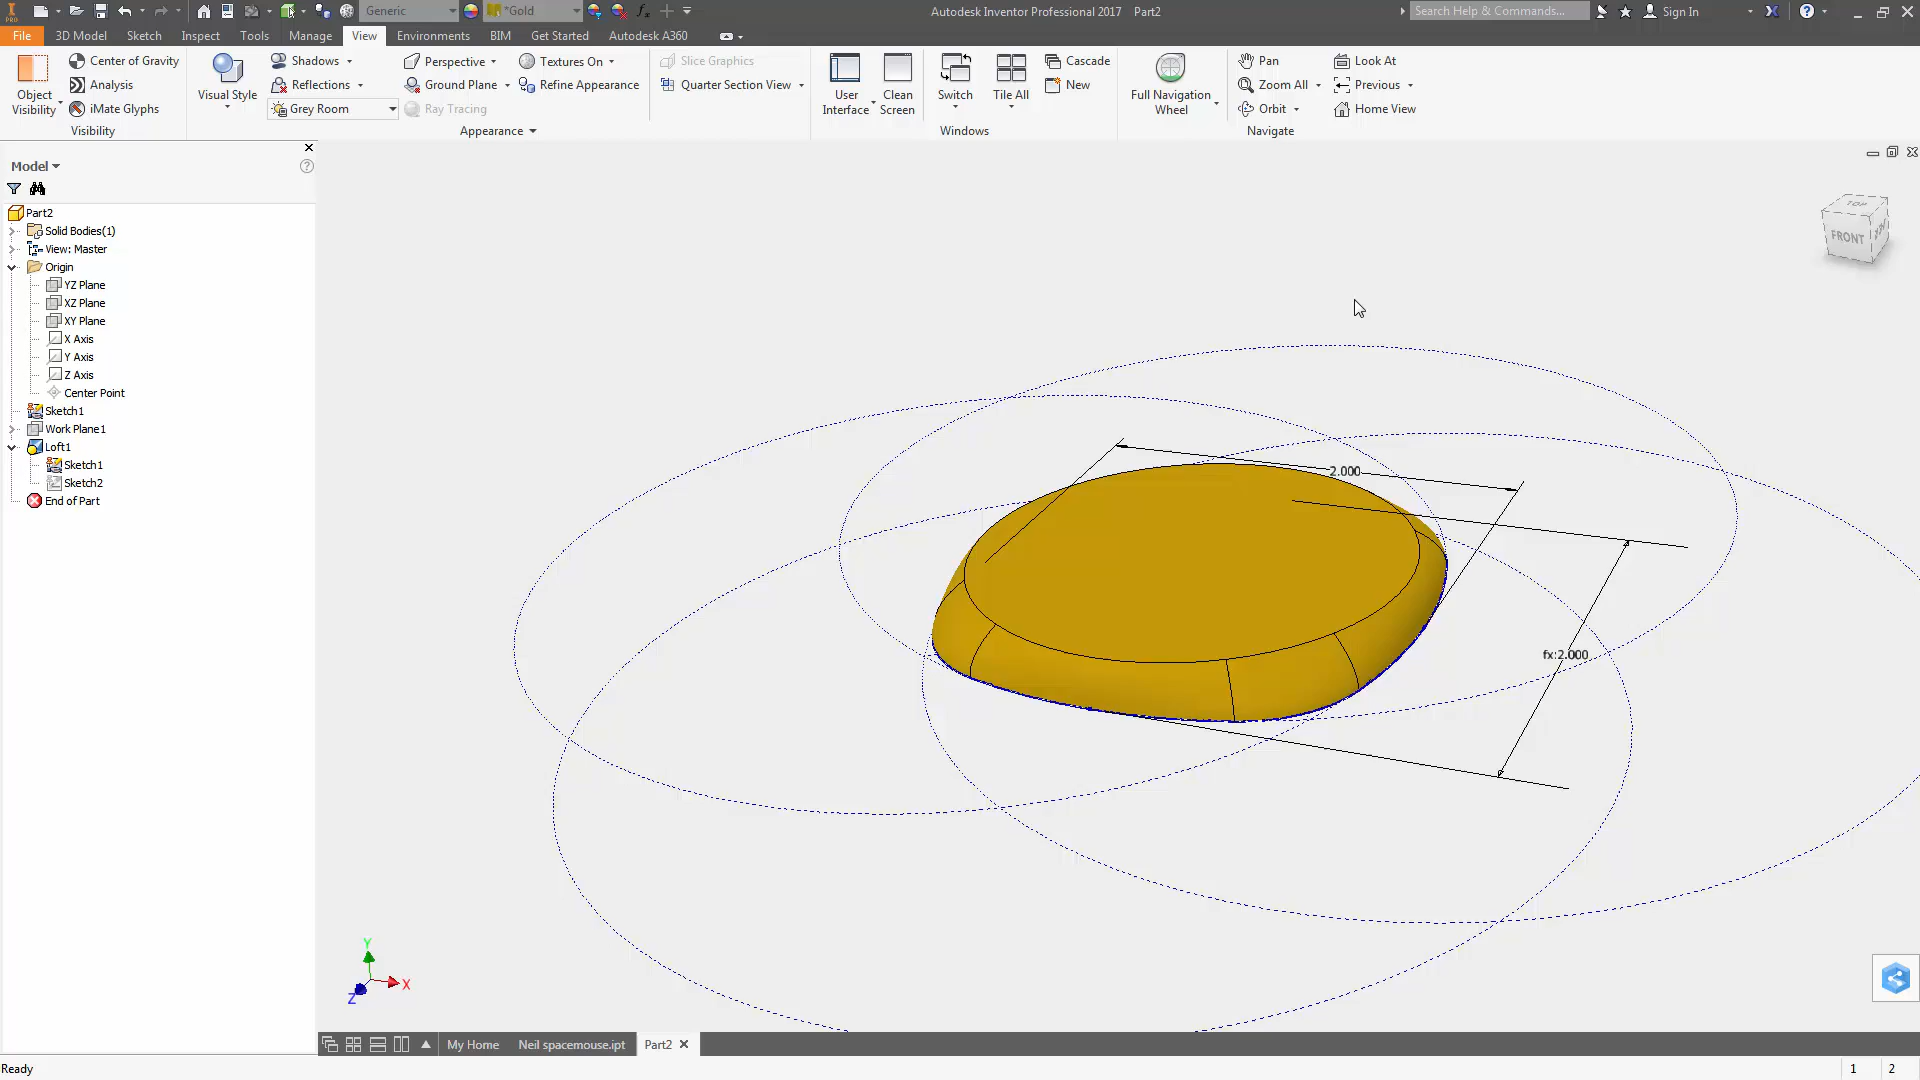 PRO
Generic
*Gold
fx
Autodesk Inventor Professional 2017 Part2
Search Help & Commands...
Sign In
File
3D Model
Sketch
Inspect
Tools
Manage
View
Environments
BIM
Get Started
Autodesk A360
Object
Visibility
Center of Gravity
Analysis
iMate Glyphs
Visibility
Visual Style
Shadows
Reflections
Grey Room
Perspective
Ground Plane
Ray Tracing
Textures On
Refine Appearance
Appearance
Slice Graphics
Quarter Section View
User
Interface
Clean
Screen
Switch
Tile All
Cascade
New
Windows
Full Navigation
Wheel
Pan
Zoom All
Orbit
Look At
Previous
Home View
Navigate
Model
Part2
Solid Bodies(1)
View: Master
Origin
YZ Plane
XZ Plane
XY Plane
X Axis
Y Axis
Z Axis
Center Point
Sketch1
Work Plane1
Loft1
Sketch1
Sketch2
End of Part
TOP
FRONT
2.000
fx:2.000
Y
X
Z
My Home
Neil spacemouse.ipt
Part2
Ready
1
2